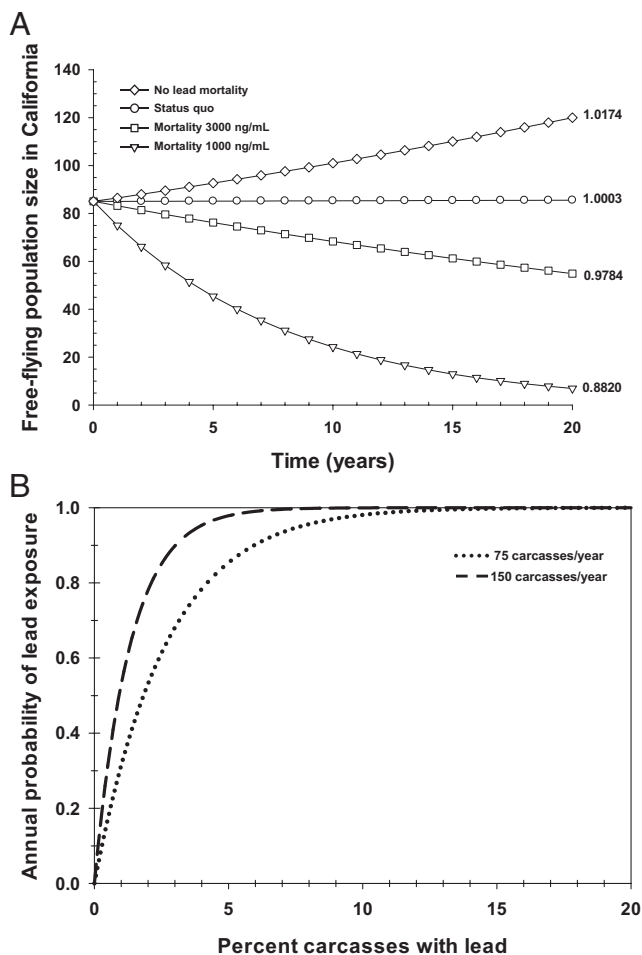 A
Free-flying population size in California
140
120
100
80
60
40
20
0
No lead mortality
Status quo
Mortality 3000 ng/mL
Mortality 1000 ng/mL
1.0174
1.0003
0.9784
0.8820
0 5 10 15 20
Time (years)
B
Annual probability of lead exposure
1.0
0.8
0.6
0.4
0.2
0.0
75 carcasses/year
150 carcasses/year
0 5 10 15 20
Percent carcasses with lead